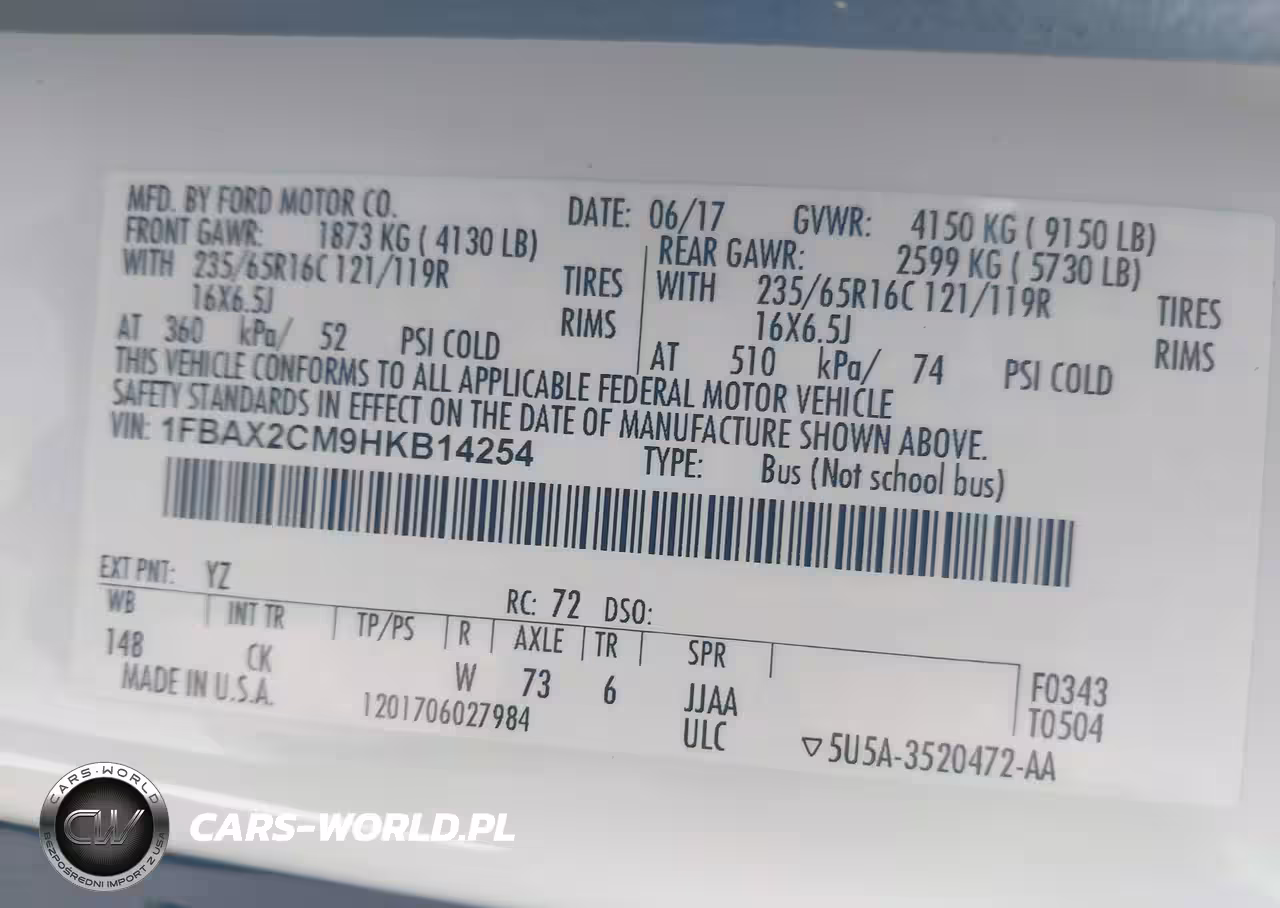 MFD. BY FORD MOTOR CO. DATE: 06/17 GVWR: 4150 KG ( 9150 LB)
FRONT GAWR: 1873 KG ( 4130 LB) REAR GAWR: 2599 KG ( 5730 LB)
WITH 235/65R16C 121/119R TIRES WITH 235/65R16C 121/119R TIRES
16X6.5J RIMS 16X6.5J RIMS
AT 360 kPa/ 52 PSI COLD AT 510 kPa/ 74 PSI COLD
THIS VEHICLE CONFORMS TO ALL APPLICABLE FEDERAL MOTOR VEHICLE
SAFETY STANDARDS IN EFFECT ON THE DATE OF MANUFACTURE SHOWN ABOVE.
VIN: 1FBAX2CM9HKB14254 TYPE: Bus (Not school bus)
EXT PNT: YZ RC: 72 DSO:
WB INT TR TP/PS R AXLE TR SPR
148 CK W 73 6 JJAA F0343
MADE IN U.S.A. 1201706027984 ULC T0504
▽5U5A-3520472-AA
CARS-WORLD
CW
BEZPOŚREDNI IMPORT Z USA
CARS-WORLD.PL